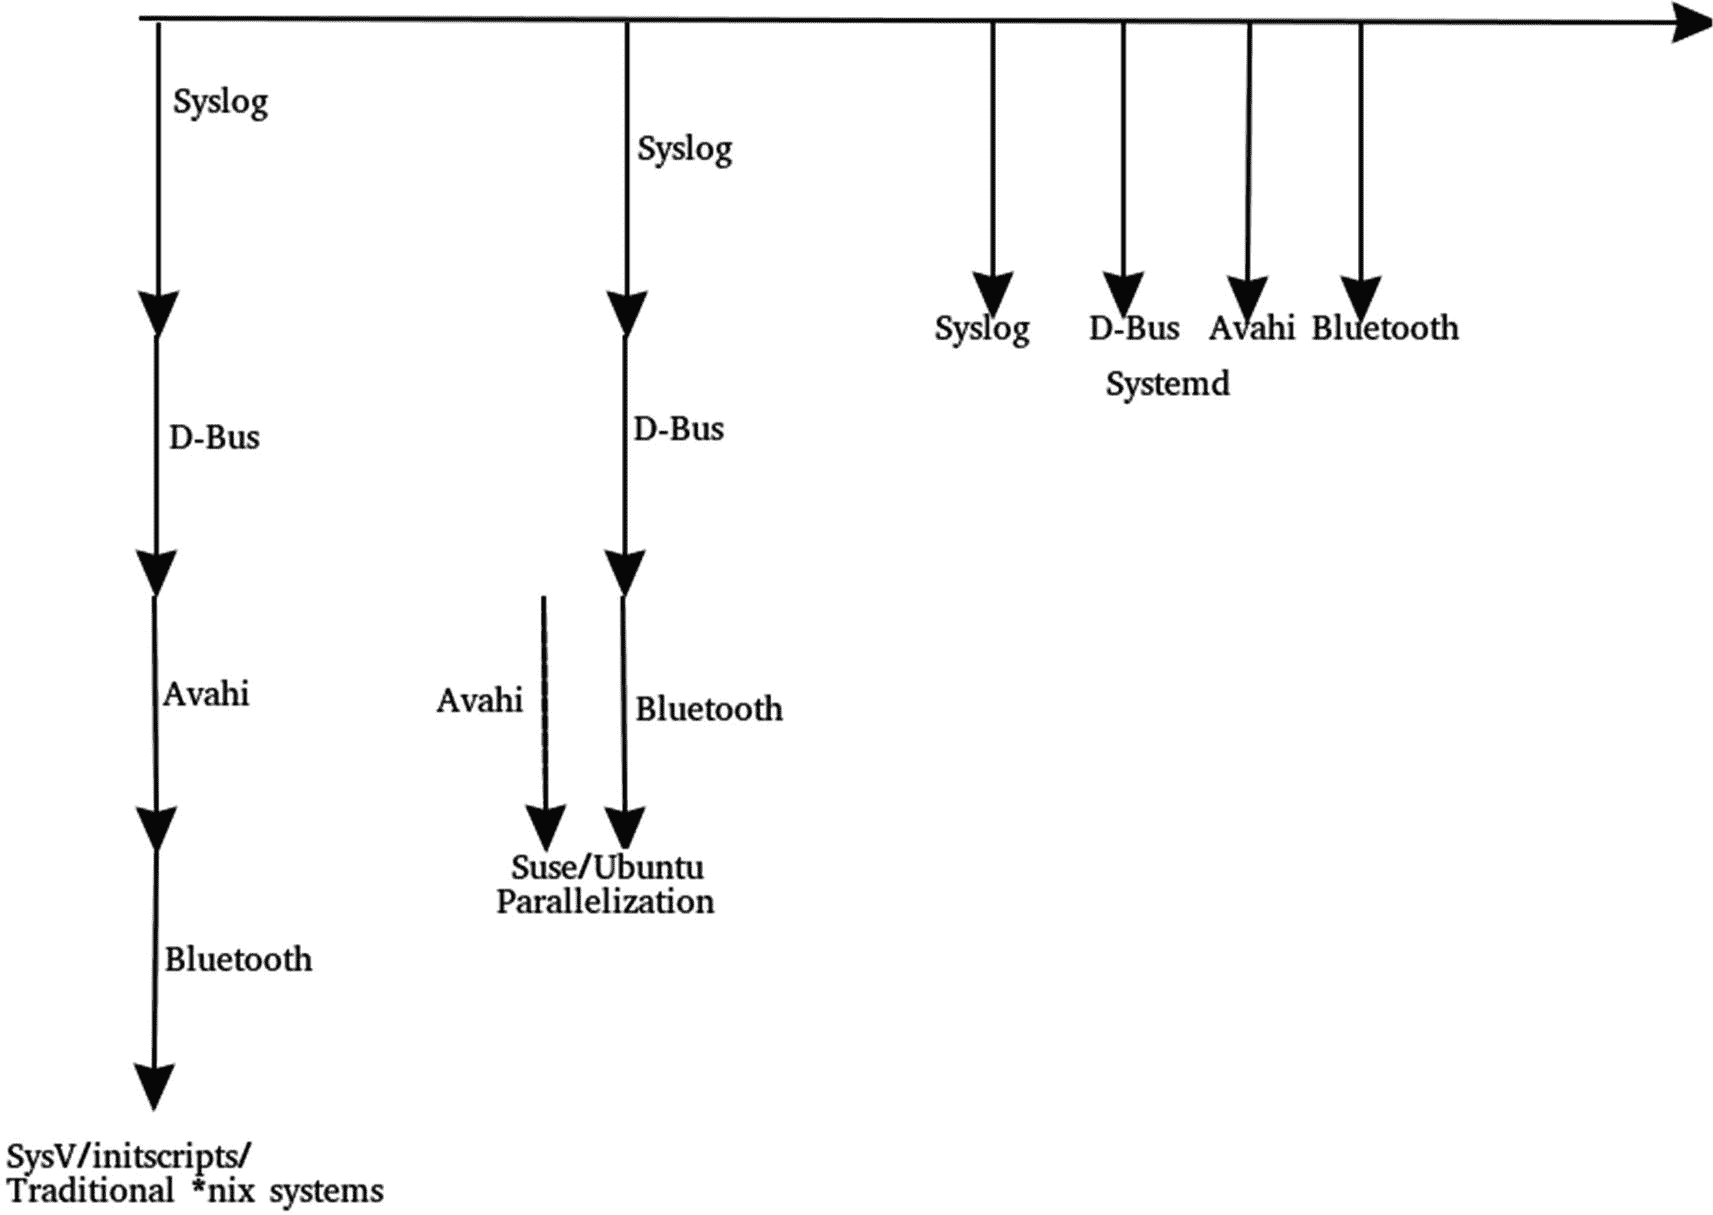 Syslog
D-Bus
Avahi
Bluetooth
SysV/initscripts/
Traditional *nix systems
Syslog
D-Bus
Avahi
Bluetooth
Suse/Ubuntu
Parallelization
Syslog D-Bus Avahi Bluetooth
Systemd